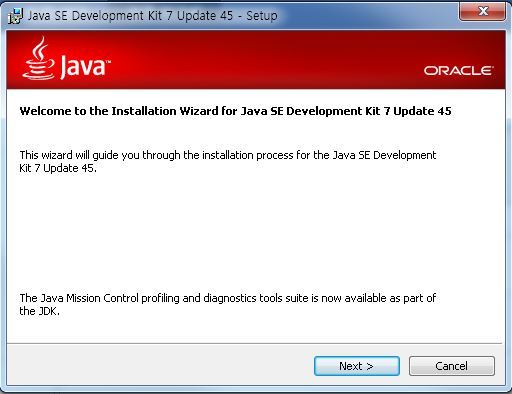 Java SE Development Kit 7 Update 45 - Setup
Java™
ORACLE®
Welcome to the Installation Wizard for Java SE Development Kit 7 Update 45
This wizard will guide you through the installation process for the Java SE Development
Kit 7 Update 45.
The Java Mission Control profiling and diagnostics tools suite is now available as part of
the JDK.
Next >
Cancel